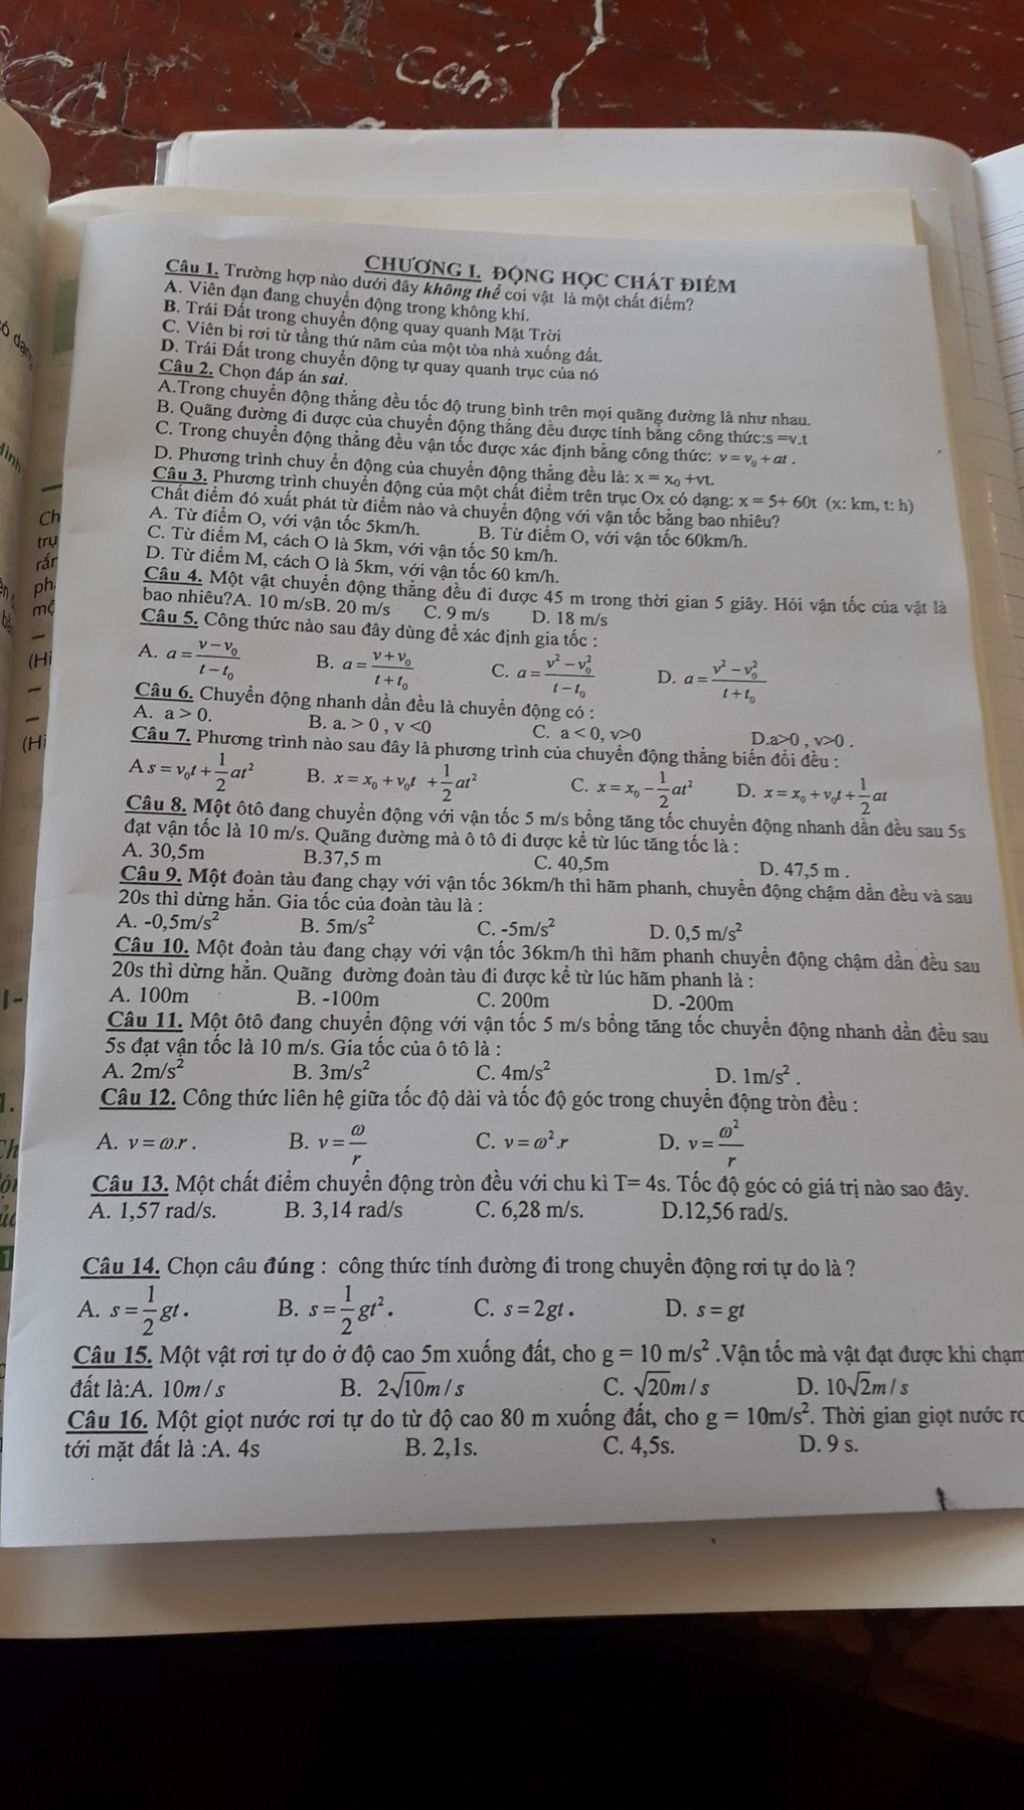 Cam
CHƯƠNG I. ĐỘNG HỌC CHẤT ĐIỂM
Câu 1. Trường hợp nào dưới đây không thể coi vật là một chất điểm?
A. Viên đạn đang chuyển động trong không khí.
B. Trái Đất trong chuyển động quay quanh Mặt Trời
C. Viên bi rơi từ tầng thứ năm của một tòa nhà xuống đất.
D. Trái Đất trong chuyển động tự quay quanh trục của nó
Câu 2. Chọn đáp án sai.
A.Trong chuyển động thẳng đều tốc độ trung bình trên mọi quãng đường là như nhau.
B. Quãng đường đi được của chuyển động thẳng đều được tính bằng công thức:s =v.t
C. Trong chuyển động thẳng đều vận tốc được xác định bằng công thức: v = v₀ + at .
D. Phương trình chuy ển động của chuyển động thẳng đều là: x = x₀ +vt.
Câu 3. Phương trình chuyển động của một chất điểm trên trục Ox có dạng: x = 5+ 60t (x: km, t: h)
Chất điểm đó xuất phát từ điểm nào và chuyển động với vận tốc bằng bao nhiêu?
A. Từ điểm O, với vận tốc 5km/h. B. Từ điểm O, với vận tốc 60km/h.
C. Từ điểm M, cách O là 5km, với vận tốc 50 km/h.
D. Từ điểm M, cách O là 5km, với vận tốc 60 km/h.
Câu 4. Một vật chuyển động thẳng đều đi được 45 m trong thời gian 5 giây. Hỏi vận tốc của vật là
bao nhiêu?A. 10 m/sB. 20 m/s C. 9 m/s D. 18 m/s
Câu 5. Công thức nào sau đây dùng để xác định gia tốc :
A. a = (v − v₀)/(t − t₀) B. a = (v + v₀)/(t + t₀) C. a = (v² − v₀²)/(t − t₀) D. a = (v² − v₀²)/(t + t₀)
Câu 6. Chuyển động nhanh dần đều là chuyển động có :
A. a > 0. B. a. > 0 , v <0 C. a < 0, v>0 D.a>0 , v>0 .
Câu 7. Phương trình nào sau đây là phương trình của chuyển động thẳng biến đổi đều :
A s = v₀t + 1/2 at² B. x = x₀ + v₀t + 1/2 at² C. x = x₀ − 1/2 at² D. x = x₀ + v₀t + 1/2 at
Câu 8. Một ôtô đang chuyển động với vận tốc 5 m/s bổng tăng tốc chuyển động nhanh dần đều sau 5s
đạt vận tốc là 10 m/s. Quãng đường mà ô tô đi được kể từ lúc tăng tốc là :
A. 30,5m B.37,5 m C. 40,5m D. 47,5 m .
Câu 9. Một đoàn tàu đang chạy với vận tốc 36km/h thì hãm phanh, chuyển động chậm dần đều và sau
20s thì dừng hẳn. Gia tốc của đoàn tàu là :
A. -0,5m/s² B. 5m/s² C. -5m/s² D. 0,5 m/s²
Câu 10. Một đoàn tàu đang chạy với vận tốc 36km/h thì hãm phanh chuyển động chậm dần đều sau
20s thì dừng hẳn. Quãng đường đoàn tàu đi được kể từ lúc hãm phanh là :
A. 100m B. -100m C. 200m D. -200m
Câu 11. Một ôtô đang chuyển động với vận tốc 5 m/s bổng tăng tốc chuyển động nhanh dần đều sau
5s đạt vận tốc là 10 m/s. Gia tốc của ô tô là :
A. 2m/s² B. 3m/s² C. 4m/s² D. 1m/s² .
Câu 12. Công thức liên hệ giữa tốc độ dài và tốc độ góc trong chuyển động tròn đều :
A. v = ω.r . B. v = ω/r C. v = ω².r D. v = ω²/r
Câu 13. Một chất điểm chuyển động tròn đều với chu kì T= 4s. Tốc độ góc có giá trị nào sao đây.
A. 1,57 rad/s. B. 3,14 rad/s C. 6,28 m/s. D.12,56 rad/s.
Câu 14. Chọn câu đúng : công thức tính đường đi trong chuyển động rơi tự do là ?
A. s = 1/2 gt . B. s = 1/2 gt² . C. s = 2gt . D. s = gt
Câu 15. Một vật rơi tự do ở độ cao 5m xuống đất, cho g = 10 m/s² .Vận tốc mà vật đạt được khi chạm
đất là:A. 10m / s B. 2√10m / s C. √20m / s D. 10√2m / s
Câu 16. Một giọt nước rơi tự do từ độ cao 80 m xuống đất, cho g = 10m/s². Thời gian giọt nước
tới mặt đất là :A. 4s B. 2,1s. C. 4,5s. D. 9 s.